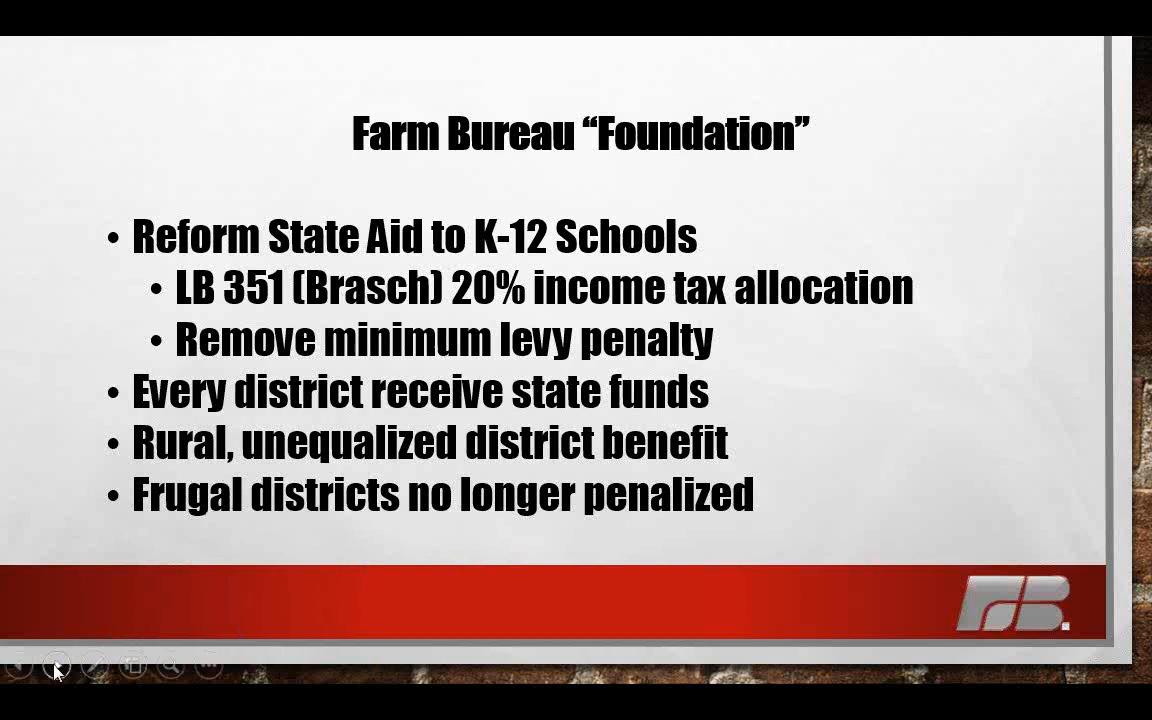 Farm Bureau “Foundation”
• Reform State Aid to K-12 Schools
• LB 351 (Brasch) 20% income tax allocation
• Remove minimum levy penalty
• Every district receive state funds
• Rural, unequalized district benefit
• Frugal districts no longer penalized
FB